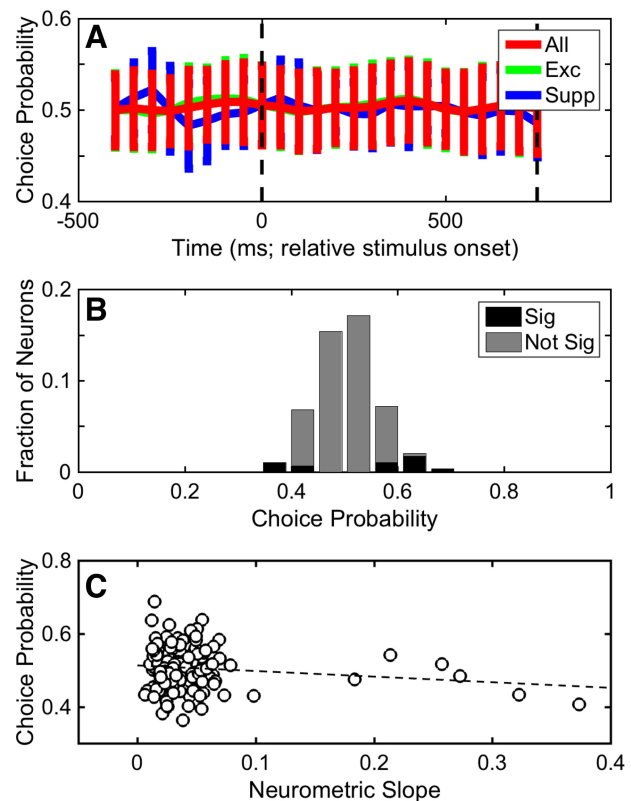 A
0.6
0.5
0.4
Choice Probability
All
Exc
Supp
-500
0
500
Time (ms; relative stimulus onset)
B
0.2
0.1
0
Fraction of Neurons
Sig
Not Sig
0
0.2
0.4
0.6
0.8
1
Choice Probability
C
0.8
0.6
0.4
Choice Probability
0
0.1
0.2
0.3
0.4
Neurometric Slope